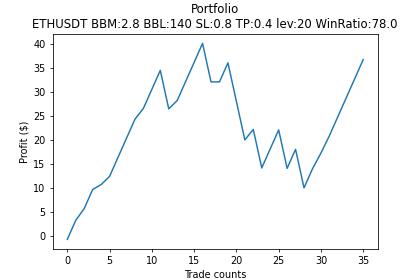 Portfolio
ETHUSDT BBM:2.8 BBL:140 SL:0.8 TP:0.4 lev:20 WinRatio:78.0
40
35
30
25
20
15
10
5
0
Profit ($)
0 5 10 15 20 25 30 35
Trade counts